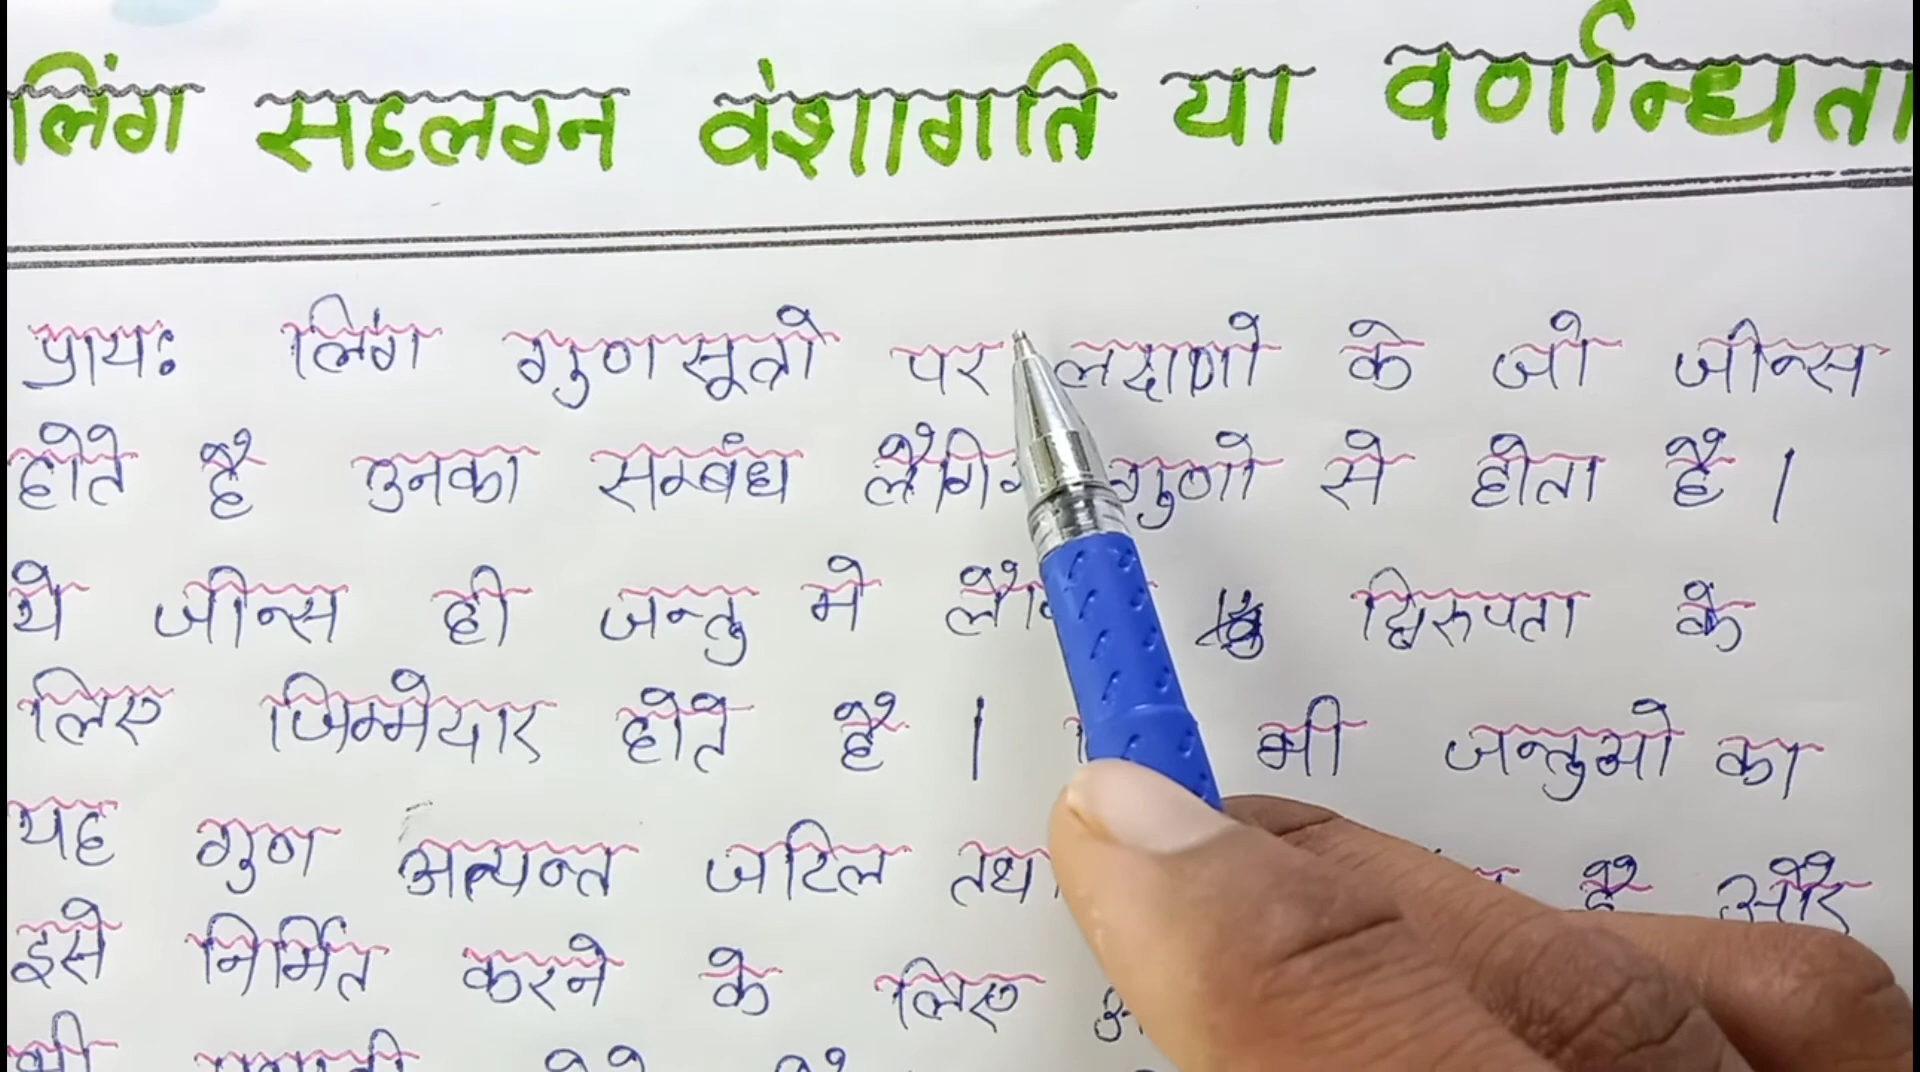 लिंग सहलग्न वंशागति या वर्णान्धता
प्रायः लिंग गुणसूत्रो पर लक्षणो के जो जीन्स
होते है उनका सम्बंध गुणो से होता है ।
ये जीन्स ही जन्तु मे द्विरुपता के
लिए जिम्मेयार होते है । भी जन्तुओ का
यह गुण अत्यन्त जटिल है और
इसे निर्मित करने के लिए